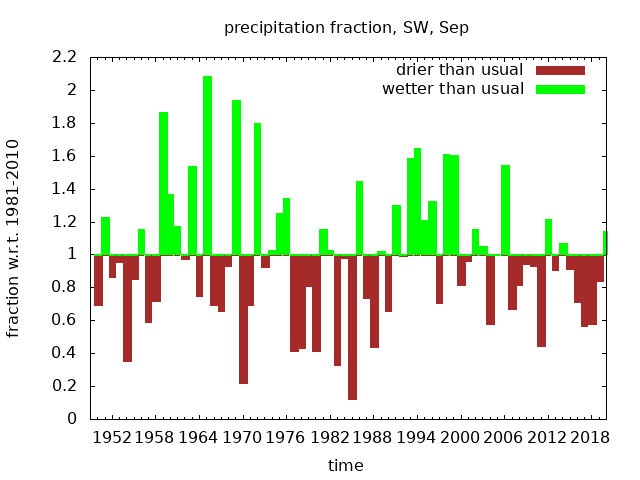 precipitation fraction, SW, Sep
drier than usual
wetter than usual
fraction w.r.t. 1981-2010
2.2
2
1.8
1.6
1.4
1.2
1
0.8
0.6
0.4
0.2
0
1952 1958 1964 1970 1976 1982 1988 1994 2000 2006 2012 2018
time